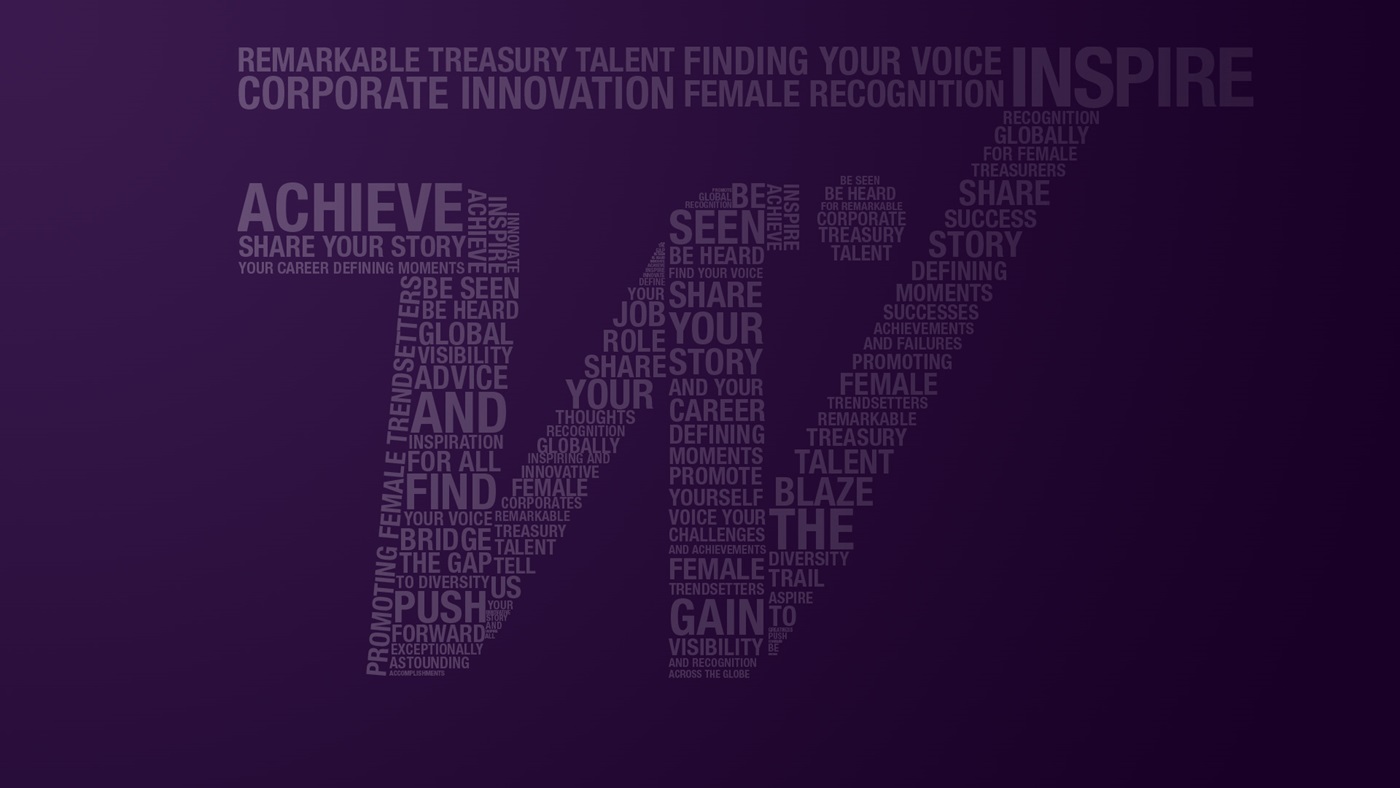 REMARKABLE TREASURY TALENT
CORPORATE INNOVATION
FINDING YOUR VOICE
FEMALE RECOGNITION
INSPIRE
ACHIEVE
SHARE YOUR STORY
YOUR CAREER DEFINING MOMENTS
ACHIEVE
INSPIRE
INNOVATE
PROMOTING FEMALE TRENDSETTERS
BE SEEN
BE HEARD
GLOBAL
VISIBILITY
ADVICE
AND
INSPIRATION
FOR ALL
FIND
YOUR VOICE
BRIDGE
THE GAP
TO DIVERSITY
PUSH
FORWARD
EXCEPTIONALLY
ASTOUNDING
ACCOMPLISHMENTS
DEFINE
YOUR
JOB
ROLE
SHARE
YOUR
THOUGHTS
RECOGNITION
GLOBALLY
INSPIRING AND
INNOVATIVE
FEMALE
CORPORATES
REMARKABLE
TREASURY
TALENT
TELL
US
YOUR
STORY
AND
ALL
PROMOTE
GLOBAL
RECOGNITION
BE
SEEN
ACHIEVE
INSPIRE
BE HEARD
FIND YOUR VOICE
SHARE
YOUR
STORY
AND YOUR
CAREER
DEFINING
MOMENTS
PROMOTE
YOURSELF
VOICE YOUR
CHALLENGES
AND ACHIEVEMENTS
FEMALE
TRENDSETTERS
GAIN
VISIBILITY
AND RECOGNITION
ACROSS THE GLOBE
BE SEEN
BE HEARD
FOR REMARKABLE
CORPORATE
TREASURY
TALENT
RECOGNITION
GLOBALLY
FOR FEMALE
TREASURERS
SHARE
SUCCESS
STORY
DEFINING
MOMENTS
SUCCESSES
ACHIEVEMENTS
AND FAILURES
PROMOTING
FEMALE
TRENDSETTERS
REMARKABLE
TREASURY
TALENT
BLAZE
THE
DIVERSITY
TRAIL
ASPIRE
TO
PUSH
BE